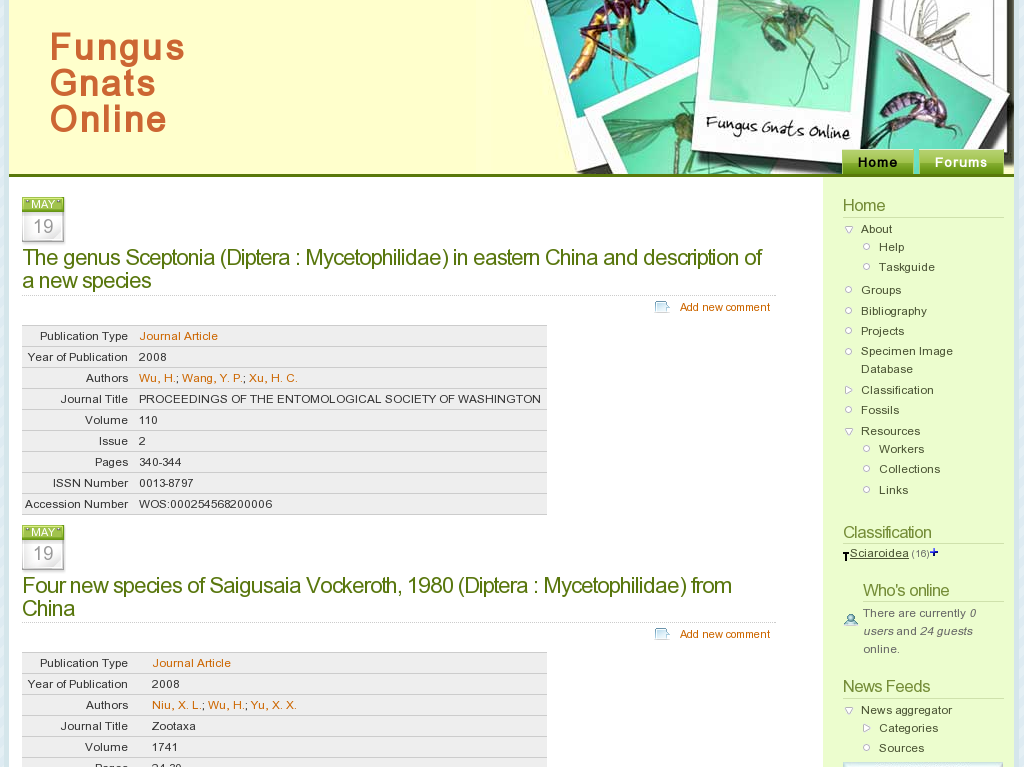 Fungus
Gnats
Online
Fungus Gnats Online
Home Forums
MAY
19
The genus Sceptonia (Diptera : Mycetophilidae) in eastern China and description of
a new species
Add new comment
Publication Type Journal Article
Year of Publication 2008
Authors Wu, H.; Wang, Y. P.; Xu, H. C.
Journal Title PROCEEDINGS OF THE ENTOMOLOGICAL SOCIETY OF WASHINGTON
Volume 110
Issue 2
Pages 340-344
ISSN Number 0013-8797
Accession Number WOS:000254568200006
MAY
19
Four new species of Saigusaia Vockeroth, 1980 (Diptera : Mycetophilidae) from
China
Add new comment
Publication Type Journal Article
Year of Publication 2008
Authors Niu, X. L.; Wu, H.; Yu, X. X.
Journal Title Zootaxa
Volume 1741
Home
About
Help
Taskguide
Groups
Bibliography
Projects
Specimen Image
Database
Classification
Fossils
Resources
Workers
Collections
Links
Classification
Sciaroidea (16)
Who's online
There are currently 0
users and 24 guests
online.
News Feeds
News aggregator
Categories
Sources